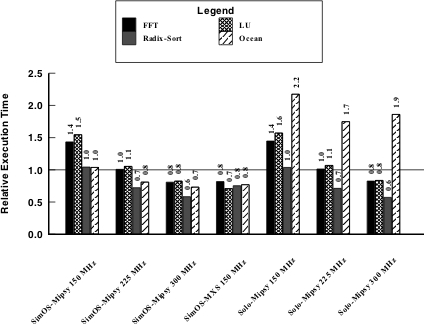 Legend
FFT
LU
Radix-Sort
Ocean
Relative Execution Time
2.5
2.0
1.5
1.0
0.5
0.0
1.4 1.5 1.0 1.0
1.0 1.1 0.7 0.8
0.8 0.8 0.6 0.7
0.8 0.7 0.8 0.8
1.4 1.6 1.0 2.2
1.0 1.1 0.7 1.7
0.8 0.8 0.6 1.9
SimOS-Mipsy 150 MHz
SimOS-Mipsy 225 MHz
SimOS-Mipsy 300 MHz
SimOS-MXS 150 MHz
Solo-Mipsy 150 MHz
Solo-Mipsy 225 MHz
Solo-Mipsy 300 MHz